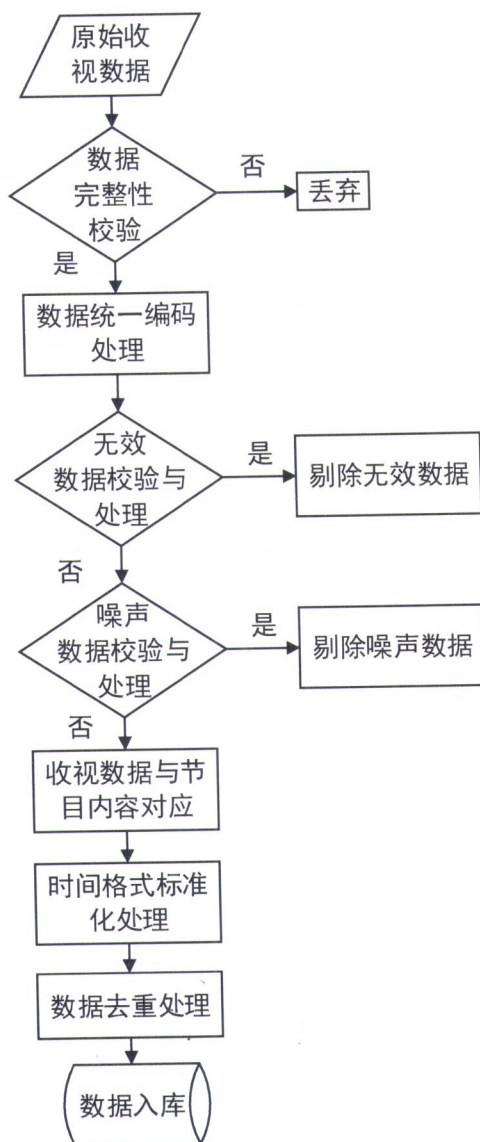 原始收
视数据
数据
完整性
校验
否
丢弃
是
数据统一编码
处理
无效
数据校验与
处理
是
剔除无效数据
否
噪声
数据校验与
处理
是
剔除噪声数据
否
收视数据与节
目内容对应
时间格式标准
化处理
数据去重处理
数据入库